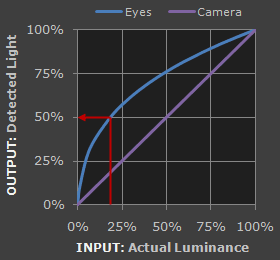 Eyes Camera
100%
75%
50%
25%
0%
OUTPUT: Detected Light
0% 25% 50% 75% 100%
INPUT: Actual Luminance